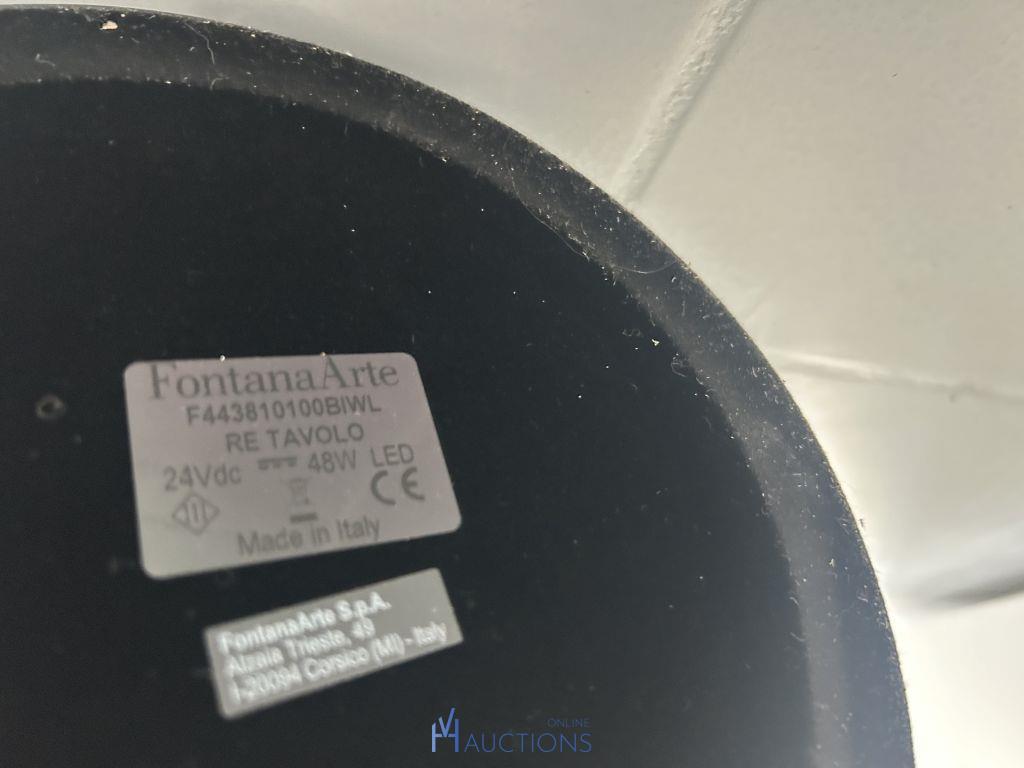 FontanaArte
F443810100BIWL
RE TAVOLO
24Vdc 48W LED
CE
Made in Italy
FontanaArte S.p.A.
Alzaia Trieste, 49
I-20094 Corsico (MI) - Italy
ONLINE
HVA AUCTIONS